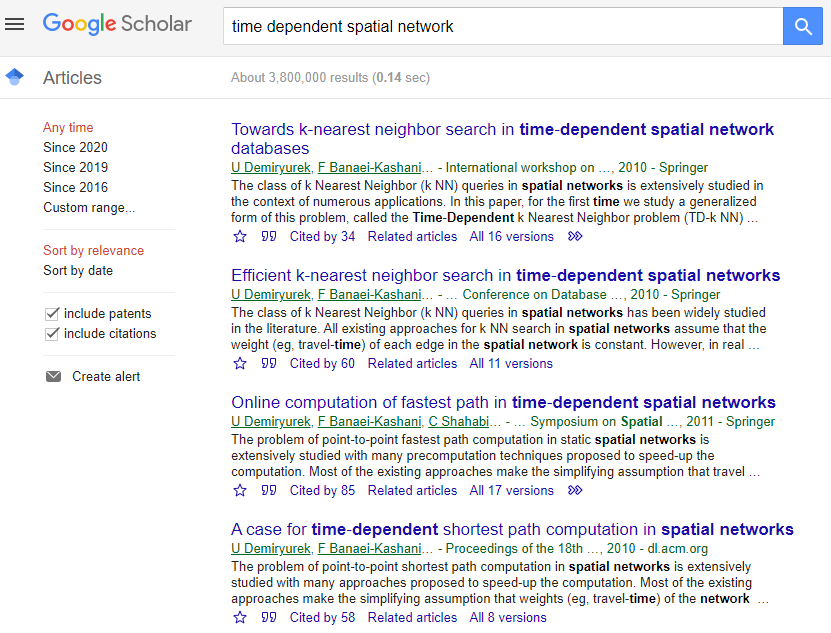 Google Scholar
time dependent spatial network
Articles
About 3,800,000 results (0.14 sec)
Any time
Since 2020
Since 2019
Since 2016
Custom range...
Sort by relevance
Sort by date
include patents
include citations
Create alert
Towards k-nearest neighbor search in time-dependent spatial network
databases
U Demiryurek, F Banaei-Kashani… - International workshop on …, 2010 - Springer
The class of k Nearest Neighbor (k NN) queries in spatial networks is extensively studied in
the context of numerous applications. In this paper, for the first time we study a generalized
form of this problem, called the Time-Dependent k Nearest Neighbor problem (TD-k NN) …
Cited by 34 Related articles All 16 versions
Efficient k-nearest neighbor search in time-dependent spatial networks
U Demiryurek, F Banaei-Kashani… - … Conference on Database …, 2010 - Springer
The class of k Nearest Neighbor (k NN) queries in spatial networks has been widely studied
in the literature. All existing approaches for k NN search in spatial networks assume that the
weight (eg, travel-time) of each edge in the spatial network is constant. However, in real …
Cited by 60 Related articles All 11 versions
Online computation of fastest path in time-dependent spatial networks
U Demiryurek, F Banaei-Kashani, C Shahabi… - … Symposium on Spatial …, 2011 - Springer
The problem of point-to-point fastest path computation in static spatial networks is
extensively studied with many precomputation techniques proposed to speed-up the
computation. Most of the existing approaches make the simplifying assumption that travel …
Cited by 85 Related articles All 17 versions
A case for time-dependent shortest path computation in spatial networks
U Demiryurek, F Banaei-Kashani… - Proceedings of the 18th …, 2010 - dl.acm.org
The problem of point-to-point shortest path computation in spatial networks is extensively
studied with many approaches proposed to speed-up the computation. Most of the existing
approaches make the simplifying assumption that weights (eg, travel-time) of the network …
Cited by 58 Related articles All 8 versions